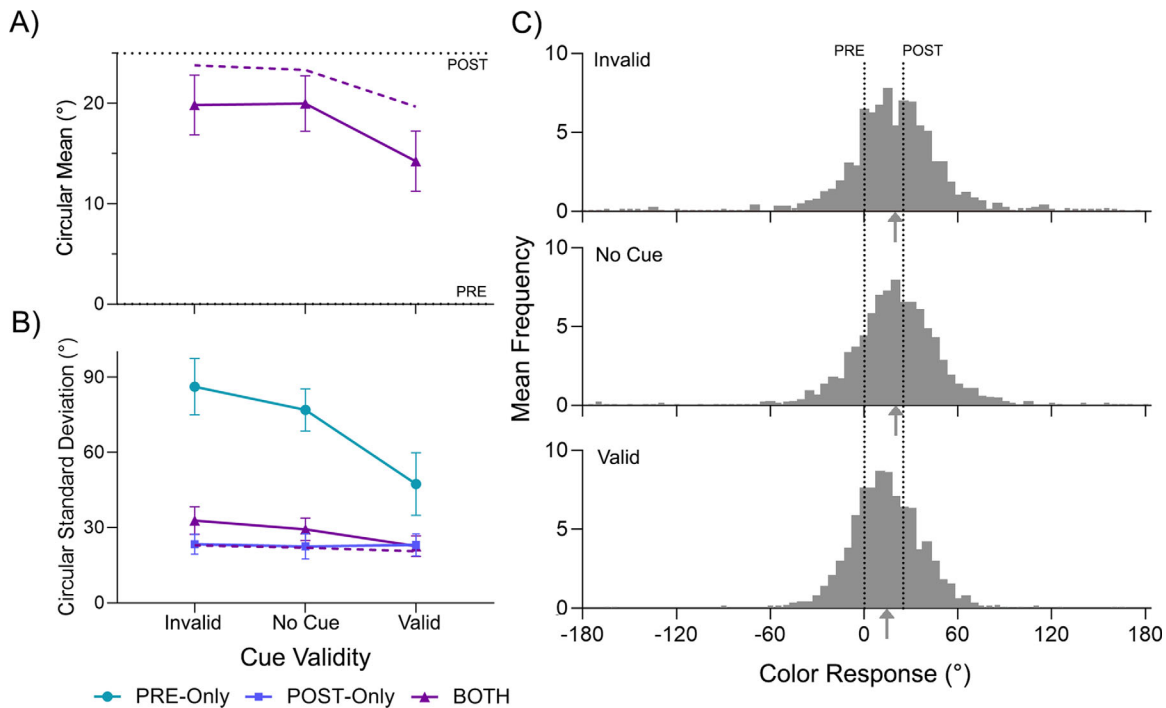 A)
Circular Mean (°)
20
10
0
POST
PRE
B)
Circular Standard Deviation (°)
90
60
30
0
Invalid No Cue Valid
Cue Validity
PRE-Only POST-Only BOTH
C)
Mean Frequency
PRE POST
Invalid
10
5
0
No Cue
10
5
0
Valid
10
5
0
-180 -120 -60 0 60 120 180
Color Response (°)